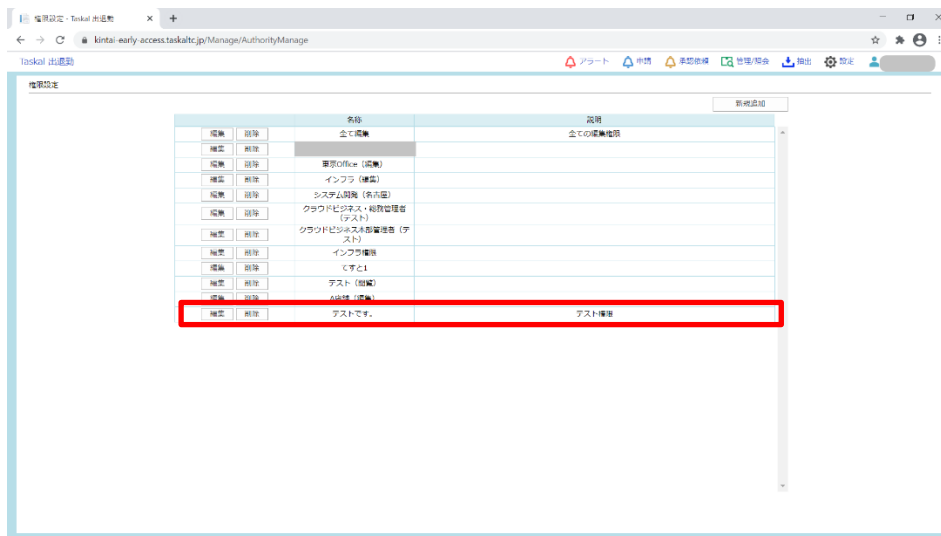 権限設定 - Taskal 出退勤
kintai-early-access.taskaltc.jp/Manage/AuthorityManage
Taskal 出退勤 アラート 申請 承認依頼 管理/照会 抽出 設定
権限設定
新規追加
名称 説明
編集 削除 全て編集 全ての編集権限
編集 削除
編集 削除 東京Office（編集）
編集 削除 インフラ（編集）
編集 削除 システム開発（名古屋）
編集 削除 クラウドビジネス・総務管理者
（テスト）
編集 削除 クラウドビジネス本部管理者（テ
スト）
編集 削除 インフラ権限
編集 削除 てすと1
編集 削除 テスト（閲覧）
編集 削除 A店舗（編集）
編集 削除 テストです。 テスト権限